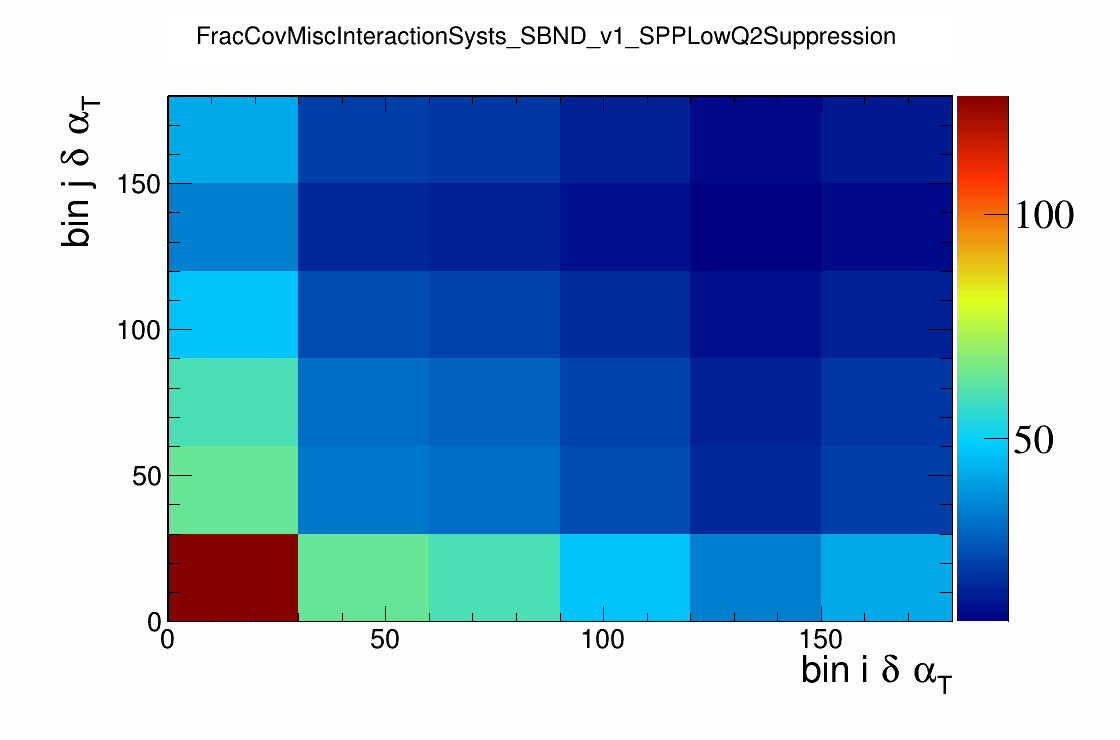 FracCovMiscInteractionSysts_SBND_v1_SPPLowQ2Suppression
bin j δ α_T
150
100
50
0
0 50 100 150
bin i δ α_T
100
50